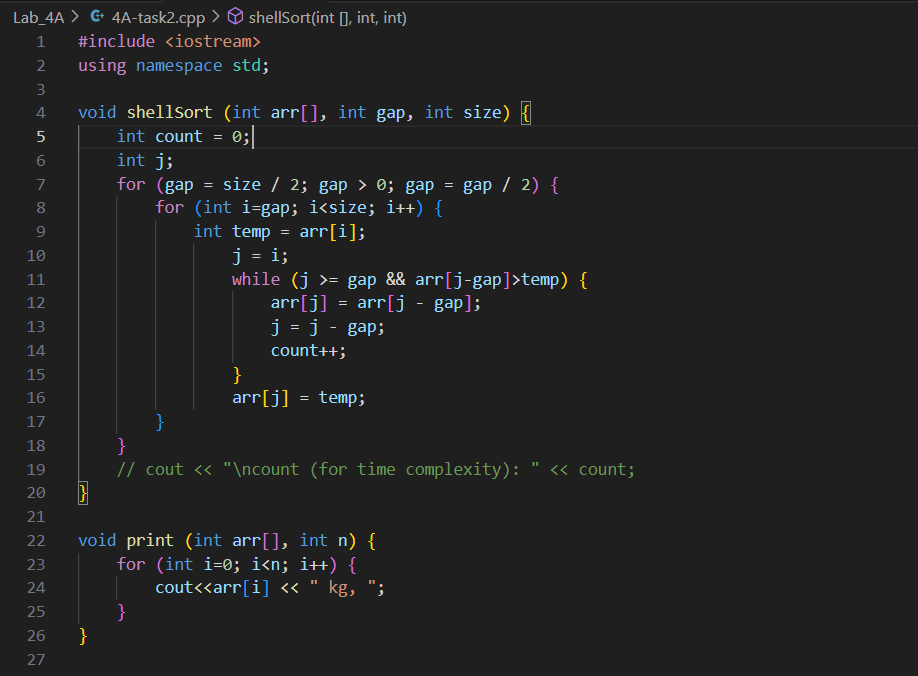 Lab_4A > 4A-task2.cpp > shellSort(int [], int, int)
1 #include <iostream>
2 using namespace std;
3
4 void shellSort (int arr[], int gap, int size) {
5     int count = 0;
6     int j;
7     for (gap = size / 2; gap > 0; gap = gap / 2) {
8         for (int i=gap; i<size; i++) {
9             int temp = arr[i];
10                 j = i;
11                 while (j >= gap && arr[j-gap]>temp) {
12                     arr[j] = arr[j - gap];
13                     j = j - gap;
14                     count++;
15                 }
16                 arr[j] = temp;
17         }
18     }
19     // cout << "\ncount (for time complexity): " << count;
20 }
21
22 void print (int arr[], int n) {
23     for (int i=0; i<n; i++) {
24         cout<<arr[i] << " kg, ";
25     }
26 }
27